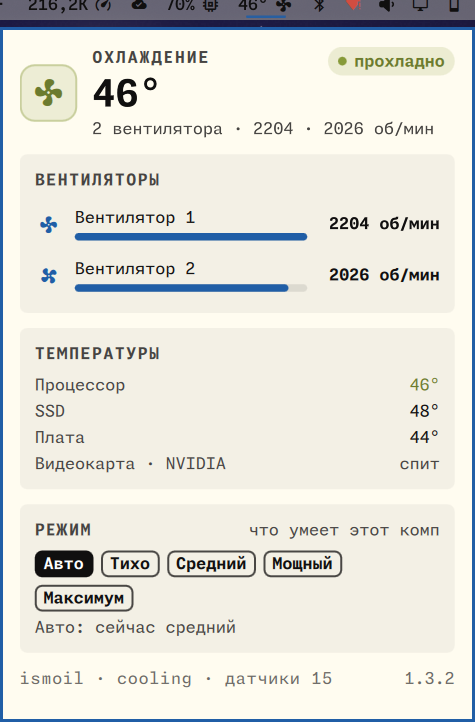 216,2K 70% 46°
ОХЛАЖДЕНИЕ
46°
прохладно
2 вентилятора · 2204 · 2026 об/мин
ВЕНТИЛЯТОРЫ
Вентилятор 1 2204 об/мин
Вентилятор 2 2026 об/мин
ТЕМПЕРАТУРЫ
Процессор 46°
SSD 48°
Плата 44°
Видеокарта · NVIDIA спит
РЕЖИМ что умеет этот комп
Авто Тихо Средний Мощный
Максимум
Авто: сейчас средний
ismoil · cooling · датчики 15 1.3.2